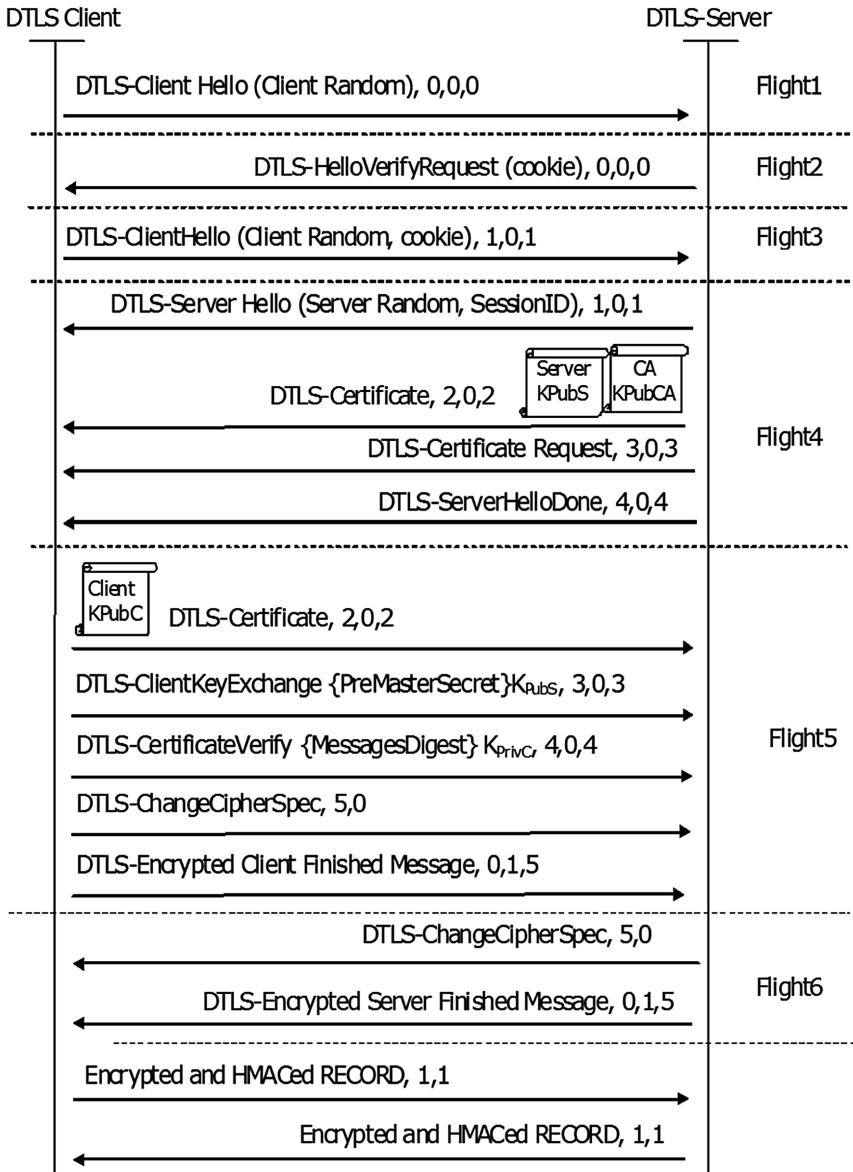 DTLS Client
DTLS-Server
DTLS-Client Hello (Client Random), 0,0,0
Flight1
DTLS-HelloVerifyRequest (cookie), 0,0,0
Flight2
DTLS-ClientHello (Client Random, cookie), 1,0,1
Flight3
DTLS-Server Hello (Server Random, SessionID), 1,0,1
Server
KPubS
CA
KPubCA
DTLS-Certificate, 2,0,2
Flight4
DTLS-Certificate Request, 3,0,3
DTLS-ServerHelloDone, 4,0,4
Client
KPubC
DTLS-Certificate, 2,0,2
DTLS-ClientKeyExchange {PreMasterSecret}KPubS, 3,0,3
DTLS-CertificateVerify {MessagesDigest} KPrivC, 4,0,4
Flight5
DTLS-ChangeCipherSpec, 5,0
DTLS-Encrypted Client Finished Message, 0,1,5
DTLS-ChangeCipherSpec, 5,0
Flight6
DTLS-Encrypted Server Finished Message, 0,1,5
Encrypted and HMACed RECORD, 1,1
Encrypted and HMACed RECORD, 1,1